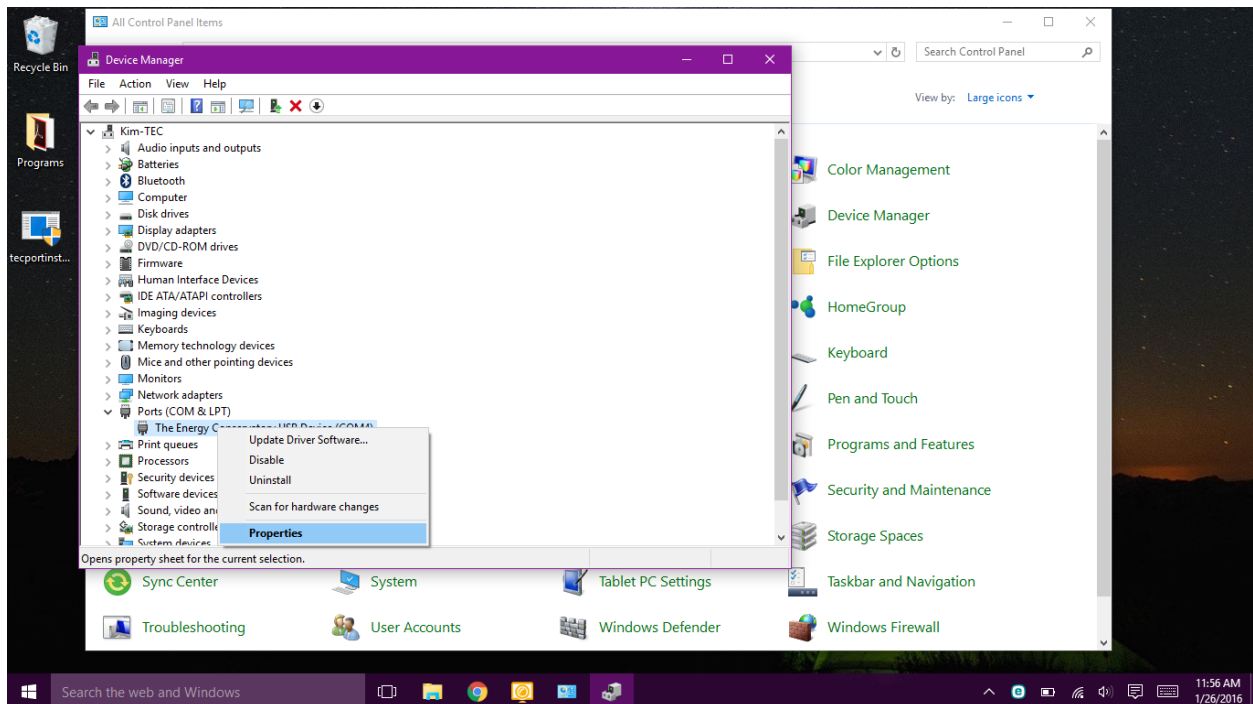 All Control Panel Items
Search Control Panel
Recycle Bin
Device Manager
File Action View Help
View by: Large icons
Kim-TEC
Audio inputs and outputs
Batteries
Bluetooth
Computer
Disk drives
Display adapters
DVD/CD-ROM drives
Firmware
Human Interface Devices
IDE ATA/ATAPI controllers
Imaging devices
Keyboards
Memory technology devices
Mice and other pointing devices
Monitors
Network adapters
Ports (COM & LPT)
The Energy
Print queues
Processors
Security devices
Software devices
Sound, video
Storage
System devices
Update Driver Software...
Disable
Uninstall
Scan for hardware changes
Properties
Opens property sheet for the current selection.
Programs
tecportinst...
Color Management
Device Manager
File Explorer Options
HomeGroup
Keyboard
Pen and Touch
Programs and Features
Security and Maintenance
Storage Spaces
Sync Center
System
Tablet PC Settings
Taskbar and Navigation
Troubleshooting
User Accounts
Windows Defender
Windows Firewall
Search the web and Windows
11:56 AM
1/26/2016